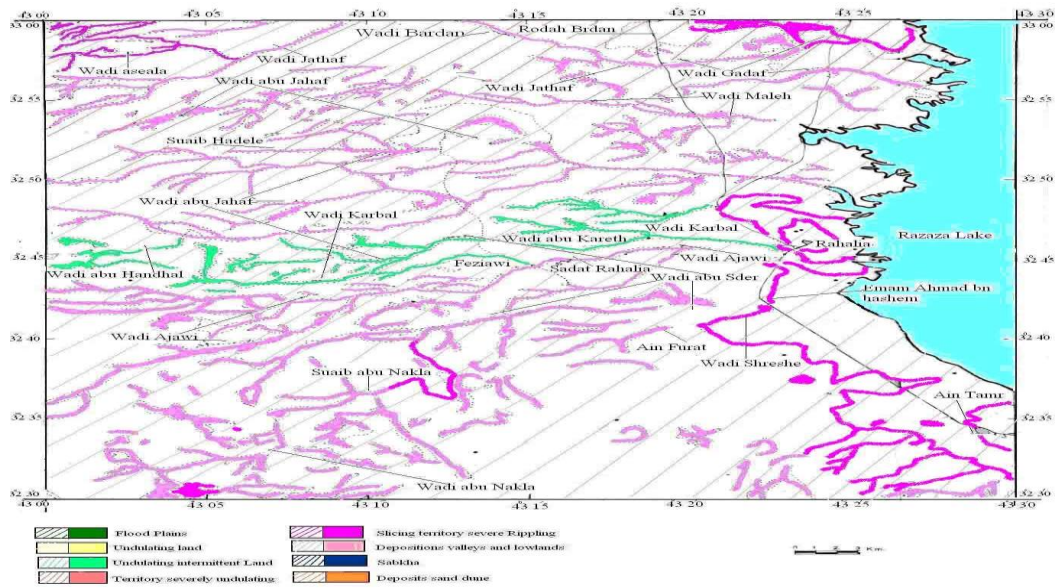 43 00 43 05 43 10 43 15 43 20 43 25 43 30
33 00 33 00
Rodah Brdan
Wadi Bardan
Wadi Jathaf
Wadi aseala
Wadi abu Jahaf
Wadi Gadaf
Wadi Jathaf
Wadi Maleh
32 55 32 55
Suaib Hadele
32 50 32 50
Wadi abu Jahaf
Wadi Karbal
Wadi Karbal
Wadi abu Kareth
Rahalia
Razaza Lake
32 45 32 45
Wadi Ajawi
Feziawi
Sadat Rahalia
Wadi abu Handhal
Wadi abu Sder
Emam Ahmad bn
hashem
Wadi Ajawi
32 40 32 40
Ain Furat
Wadi Shreshe
Suaib abu Nakla
Ain Tamr
32 35 32 35
Wadi abu Nakla
32 30 32 30
43 00 43 05 43 10 43 15 43 20 43 25 43 30
Flood Plains
Undulating land
Undulating intermittent Land
Territory severely undulating
Slicing territory severe Rippling
Depositions valleys and lowlands
Sabkha
Deposits sand dune
0 1 2 3 Km.